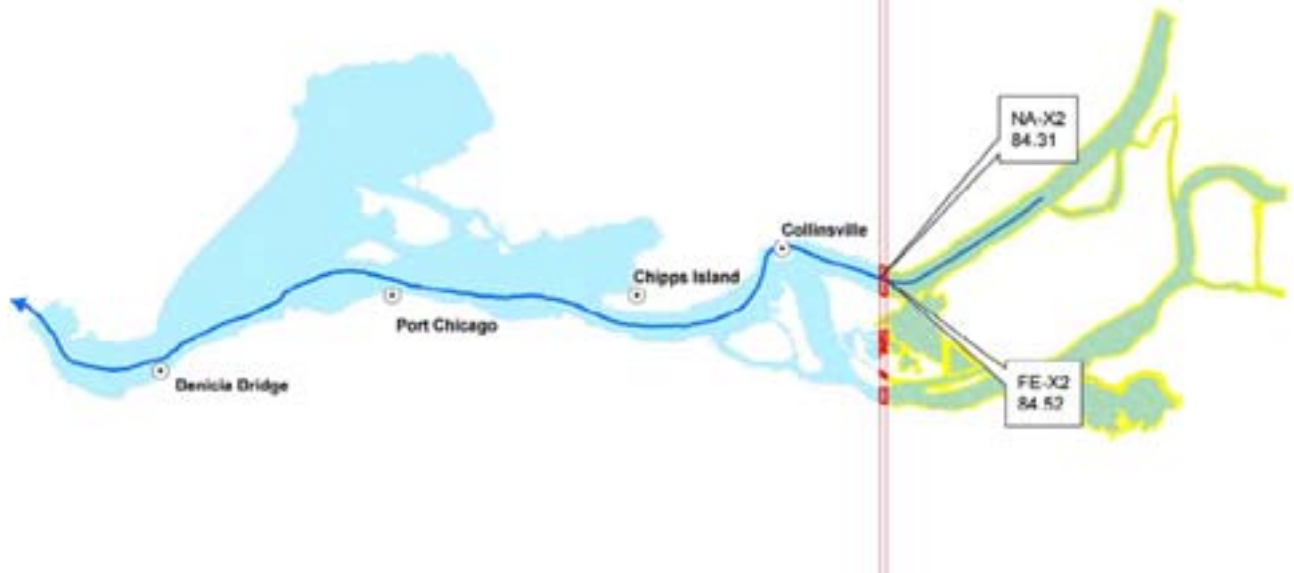 NA-X2
84.31
Collinsville
Chipps Island
Port Chicago
Benicia Bridge
FE-X2
84.52